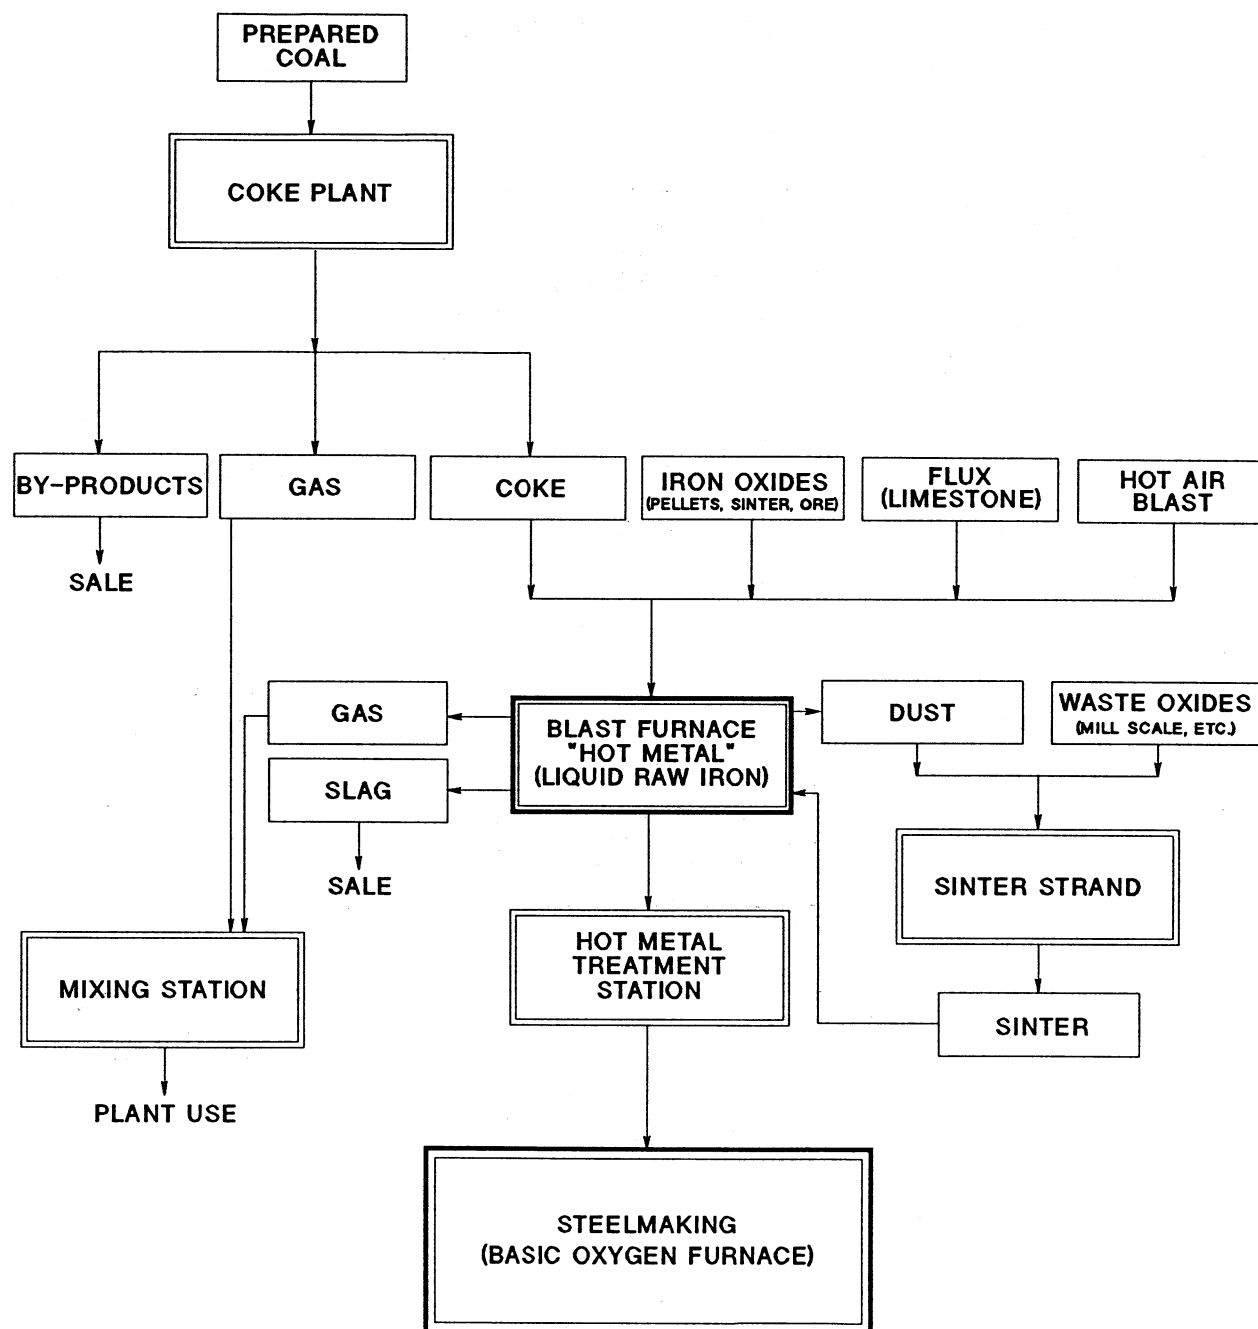 PREPARED
COAL
COKE PLANT
BY-PRODUCTS
GAS
COKE
IRON OXIDES
(PELLETS, SINTER, ORE)
FLUX
(LIMESTONE)
HOT AIR
BLAST
SALE
GAS
BLAST FURNACE
"HOT METAL"
(LIQUID RAW IRON)
DUST
WASTE OXIDES
(MILL SCALE, ETC.)
SLAG
SALE
SINTER STRAND
MIXING STATION
HOT METAL
TREATMENT
STATION
SINTER
PLANT USE
STEELMAKING
(BASIC OXYGEN FURNACE)